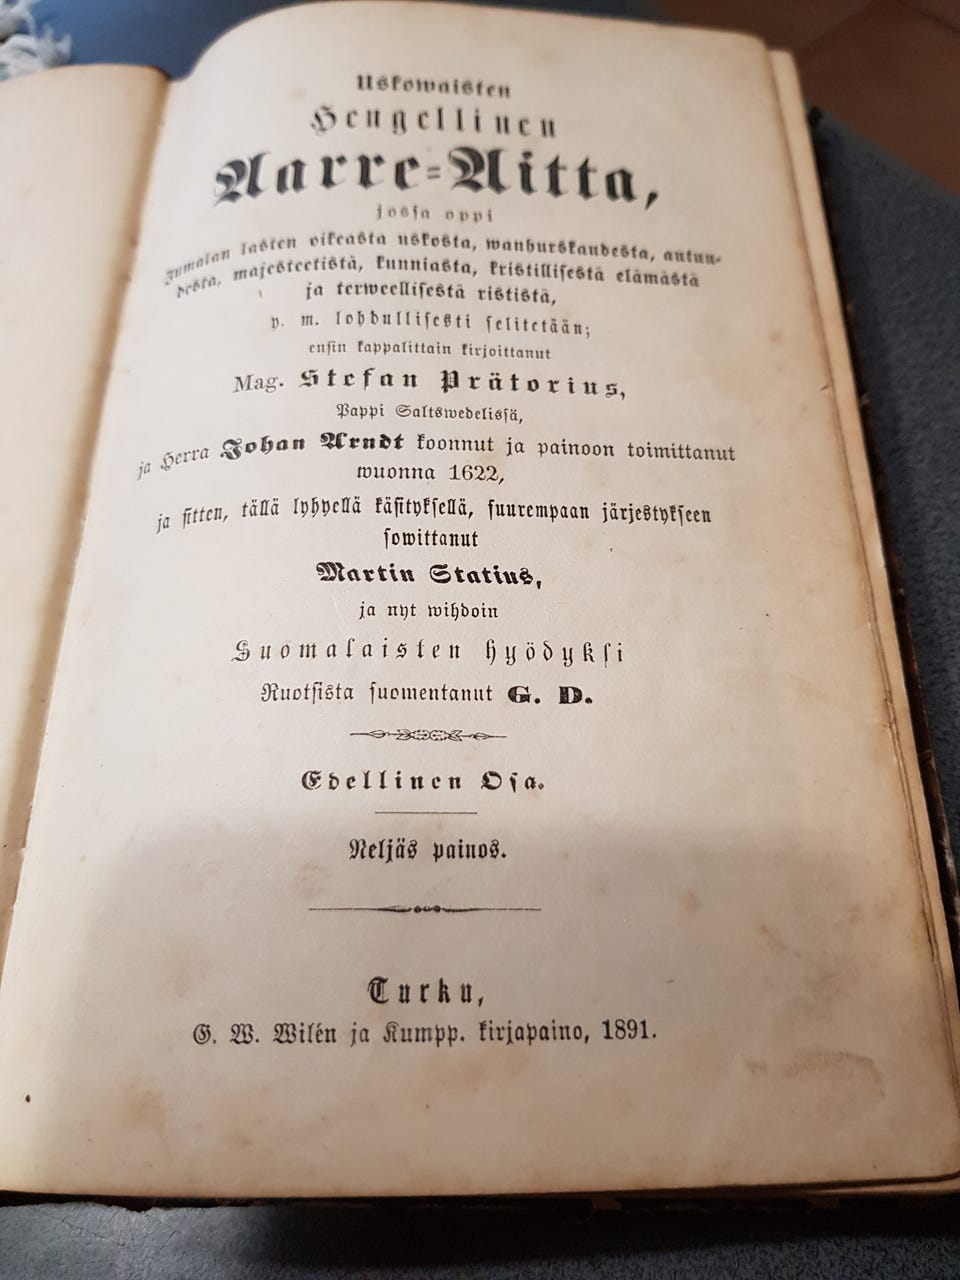 Uskowaisten
Hengellinen
Aarre=Aitta,
jossa oppi
Jumalan lasten oikeasta uskosta, wanhurskaudesta, autuu-
desta, majesteetistä, kunniasta, kristillisestä elämästä
ja terweellisestä rististä,
y. m. lohdullisesti selitetään;
ensin kappalittain kirjoittanut
Mag. Stefan Prätorius,
Pappi Saltswedelissä,
ja Herra Johan Arndt koonnut ja painoon toimittanut
wuonna 1622,
ja sitten, tällä lyhyellä käsityksellä, suurempaan järjestykseen
sowittanut
Martin Statius,
ja nyt wihdoin
Suomalaisten hyödyksi
Ruotsista suomentanut G. D.
Edellinen Osa.
Neljäs painos.
Turku,
G. W. Wilén ja Kumpp. kirjapaino, 1891.